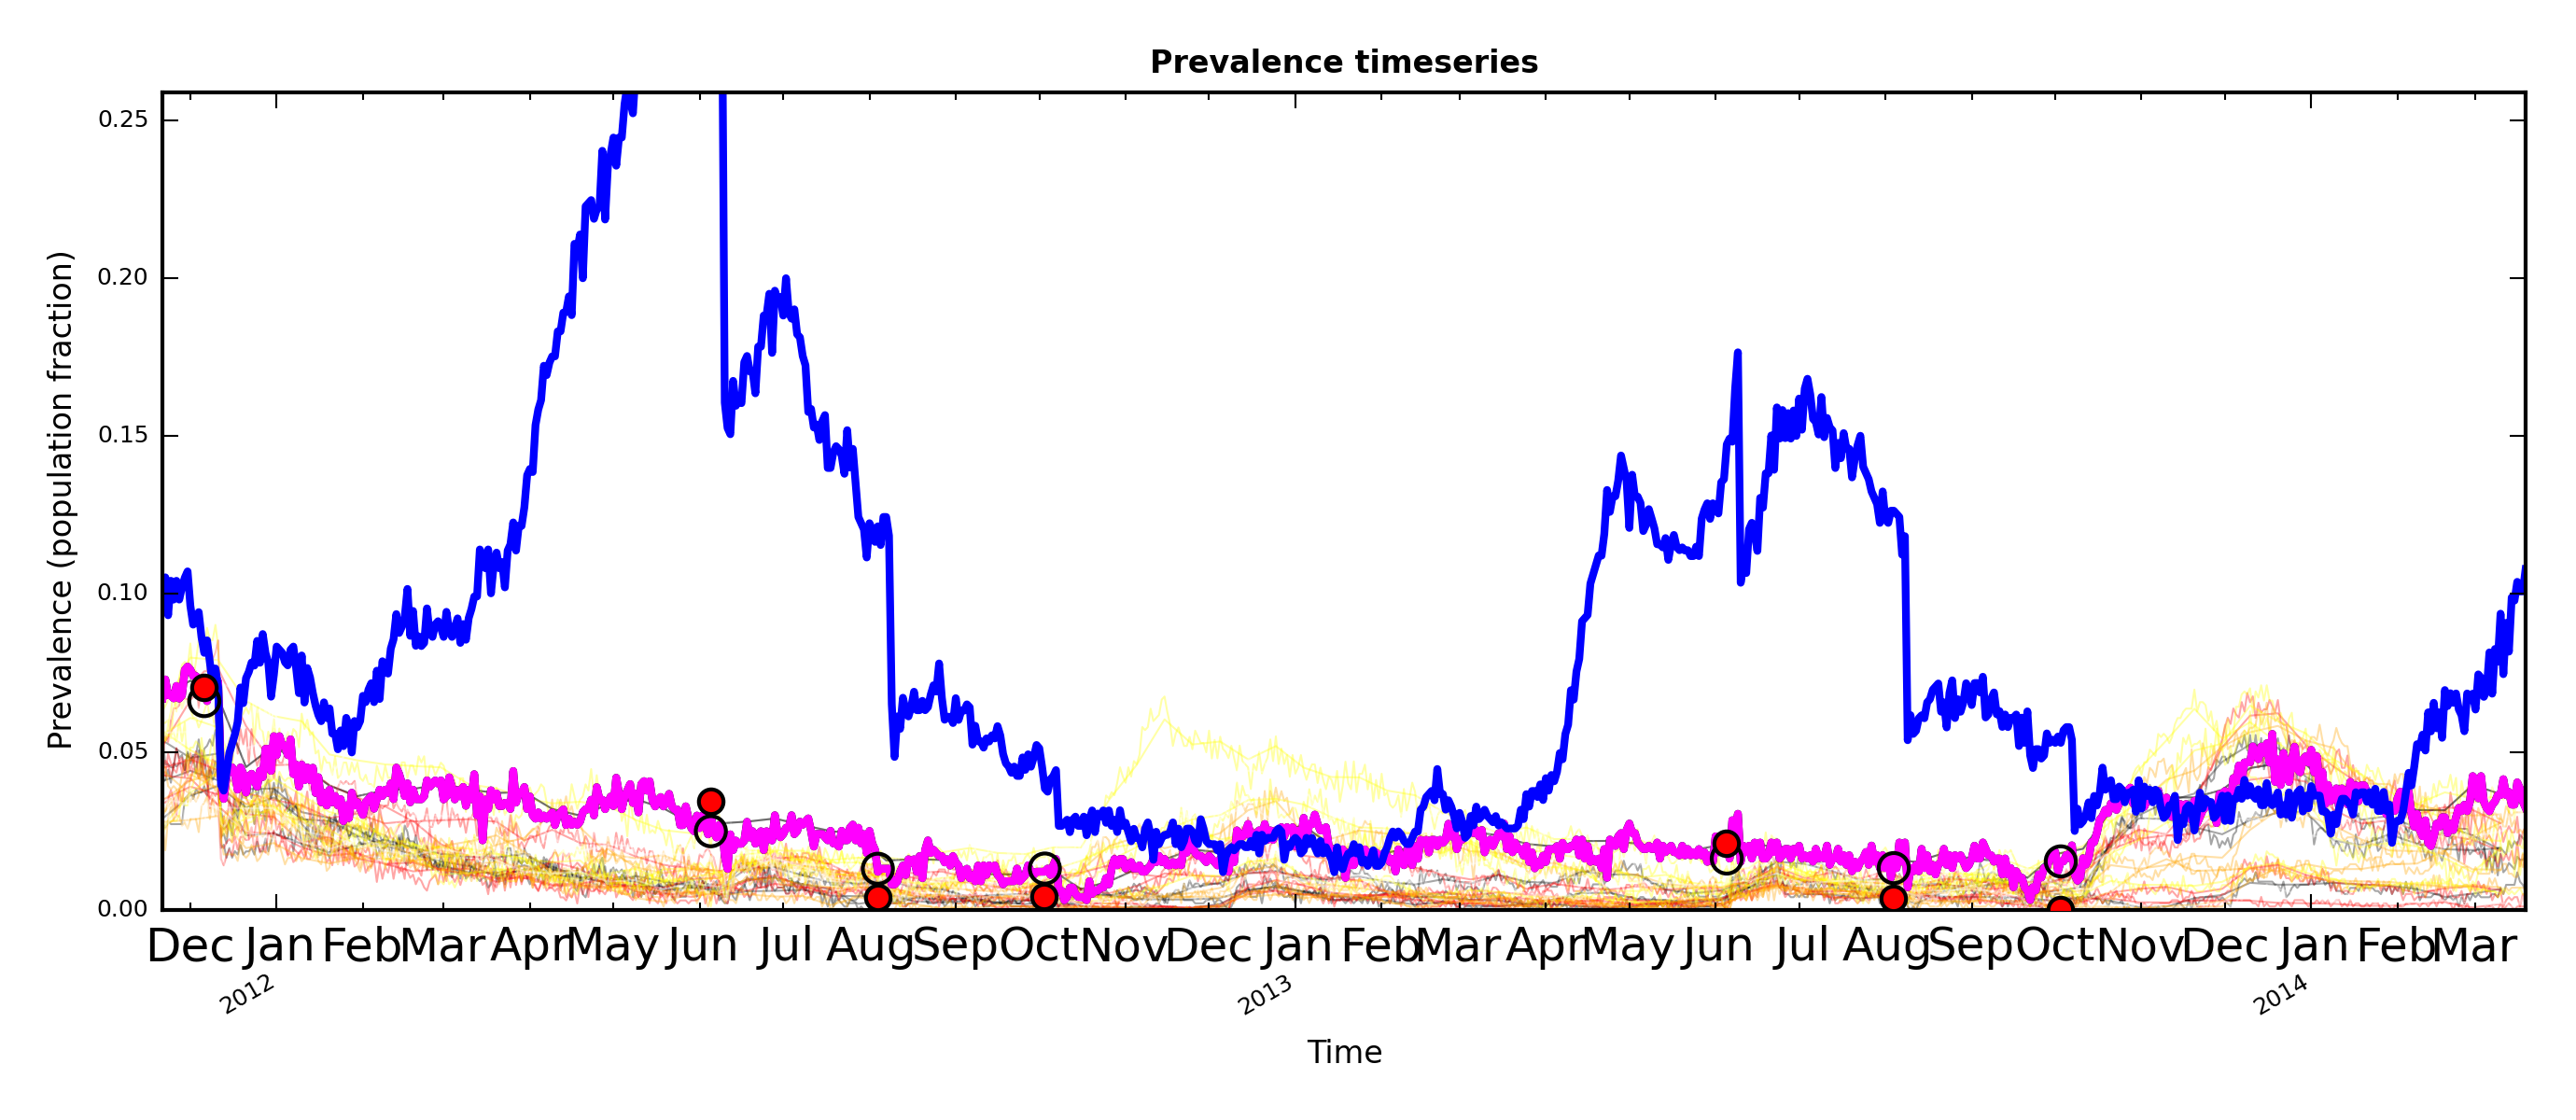 Prevalence timeseries
Prevalence (population fraction)
0.25
0.20
0.15
0.10
0.05
0.00
Dec Jan Feb Mar Apr May Jun Jul Aug Sep Oct Nov Dec Jan Feb Mar Apr May Jun Jul Aug Sep Oct Nov Dec Jan Feb Mar
2012 2013 2014
Time